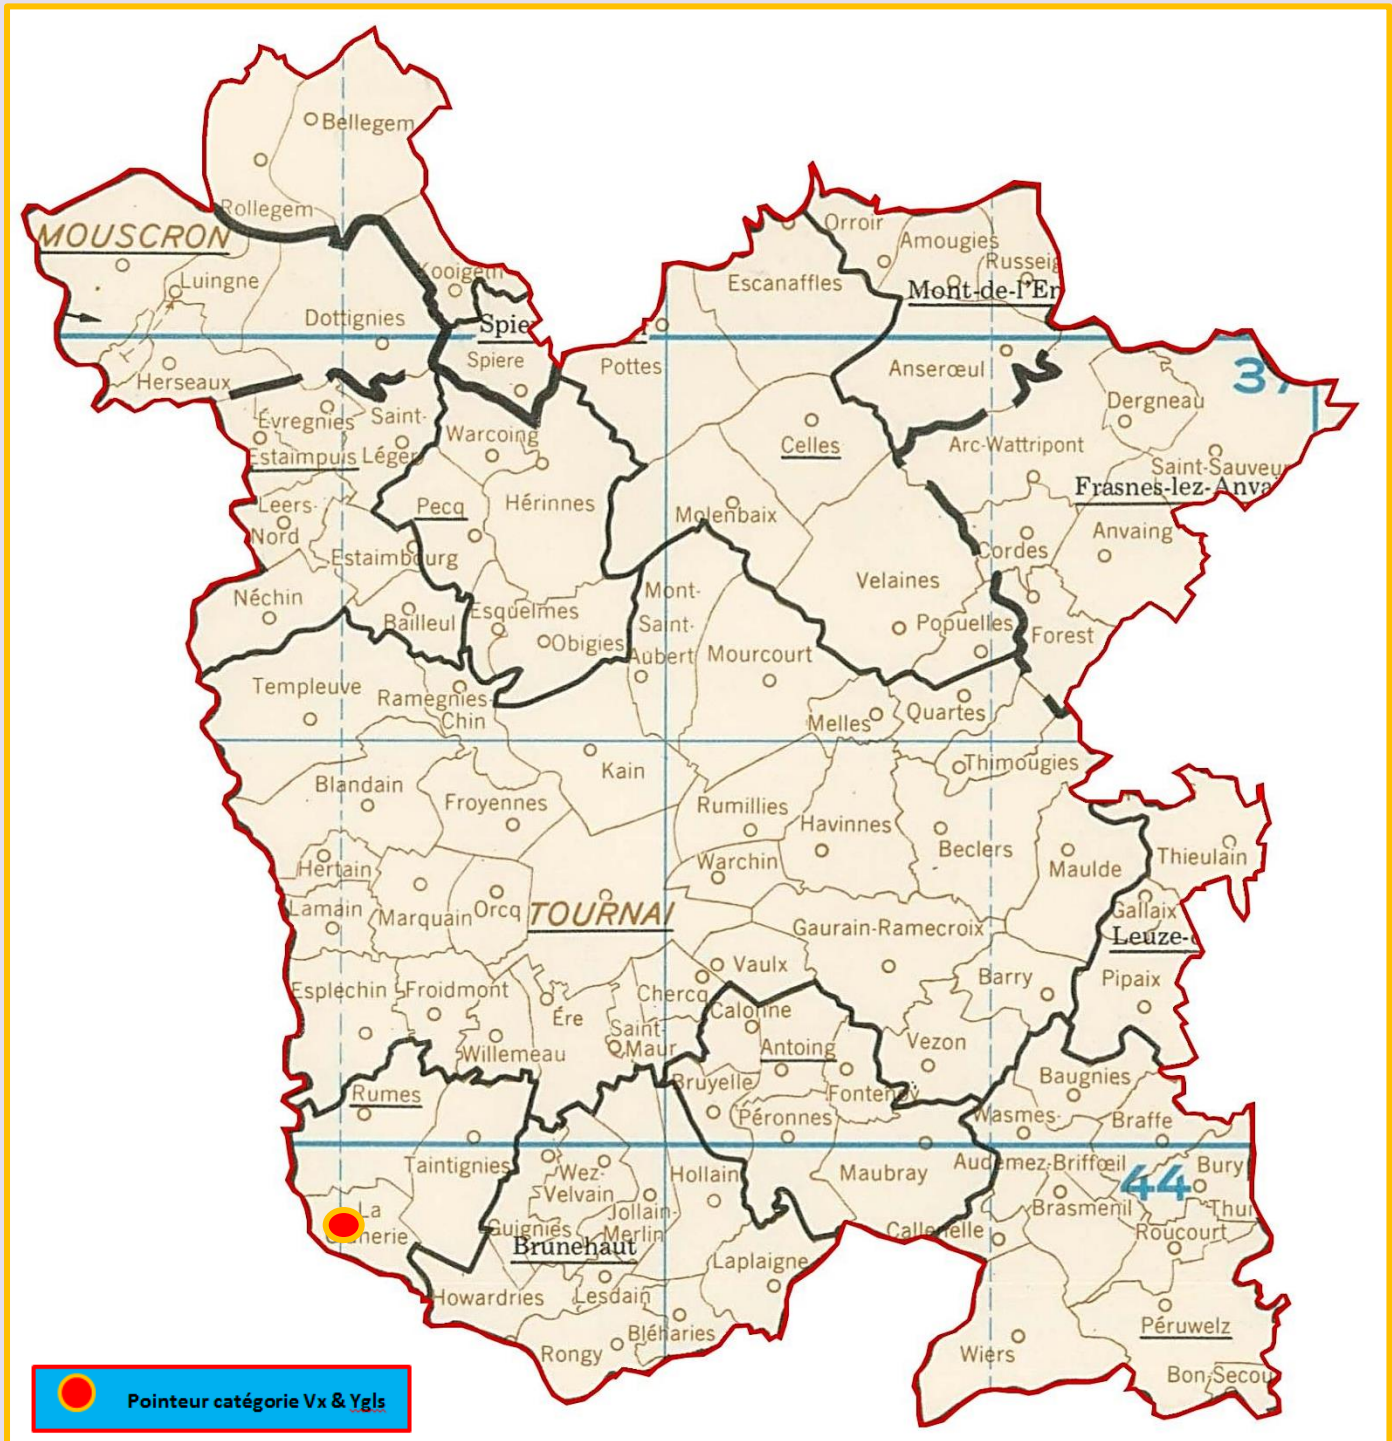 Bellegem
Rollegem
MOUSCRON
Luingne
Kooigem
Dottignies
Herseaux
Spie
Spiere
Pottes
Escanaffles
Orroir
Amougies
Russeig
Mont-de-l'En
Anserœul
37
Dergneau
Celles
Arc-Wattripont
Saint-Sauveur
Frasnes-lez-Anva
Évregnies
Saint-
Léger
Estaimpuis
Warcoing
Pecq
Hérinnes
Molenbaix
Leers-
Nord
Estaimbourg
Néchin
Bailleul
Esquelmes
Obigies
Mont-
Saint-
Aubert
Mourcourt
Velaines
Popuelles
Cordes
Anvaing
Forest
Templeuve
Ramegnies-
Chin
Melles
Quartes
Thimougies
Kain
Blandain
Froyennes
Rumillies
Havinnes
Beclers
Maulde
Thieulain
Hertain
Warchin
Lamain
Marquain
Orcq
TOURNAI
Gaurain-Ramecroix
Gallaix
Leuze-
Vaulx
Barry
Pipaix
Esplechin
Froidmont
Ère
Chercq
Calonne
Willemeau
Saint-
Maur
Antoing
Vezon
Rumes
Bruyelle
Fontenoy
Péronnes
Baugnies
Wasmes-
Audemez-Briffœil
Braffe
Taintignies
Wez-
Velvain
Hollain
Maubray
44
Bury
Brasmenil
Thui
Roucourt
La
Guignies
Jollain-
Merlin
Brunehaut
Callenelle
Laplaigne
Howardries
Lesdain
Bléharies
Rongy
Wiers
Péruwelz
Bon-Secou
Pointeur catégorie Vx & Ygls